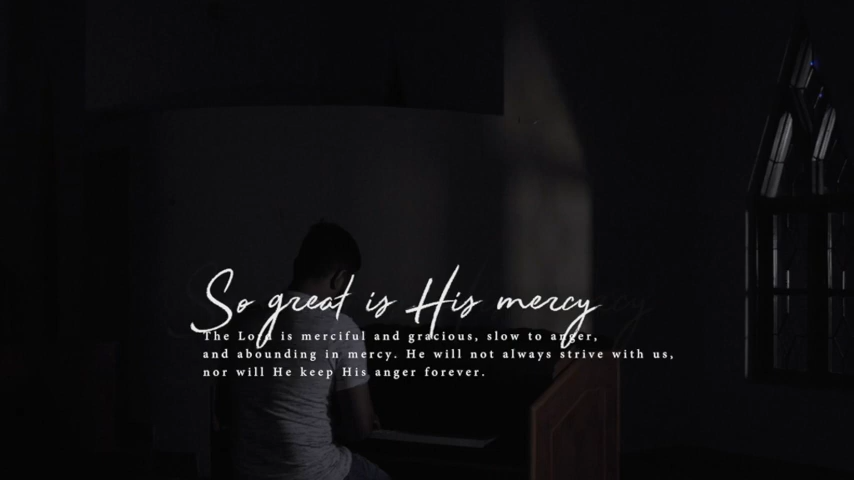 So great is His mercy
The Lord is merciful and gracious, slow to anger,
and abounding in mercy. He will not always strive with us,
nor will He keep His anger forever.